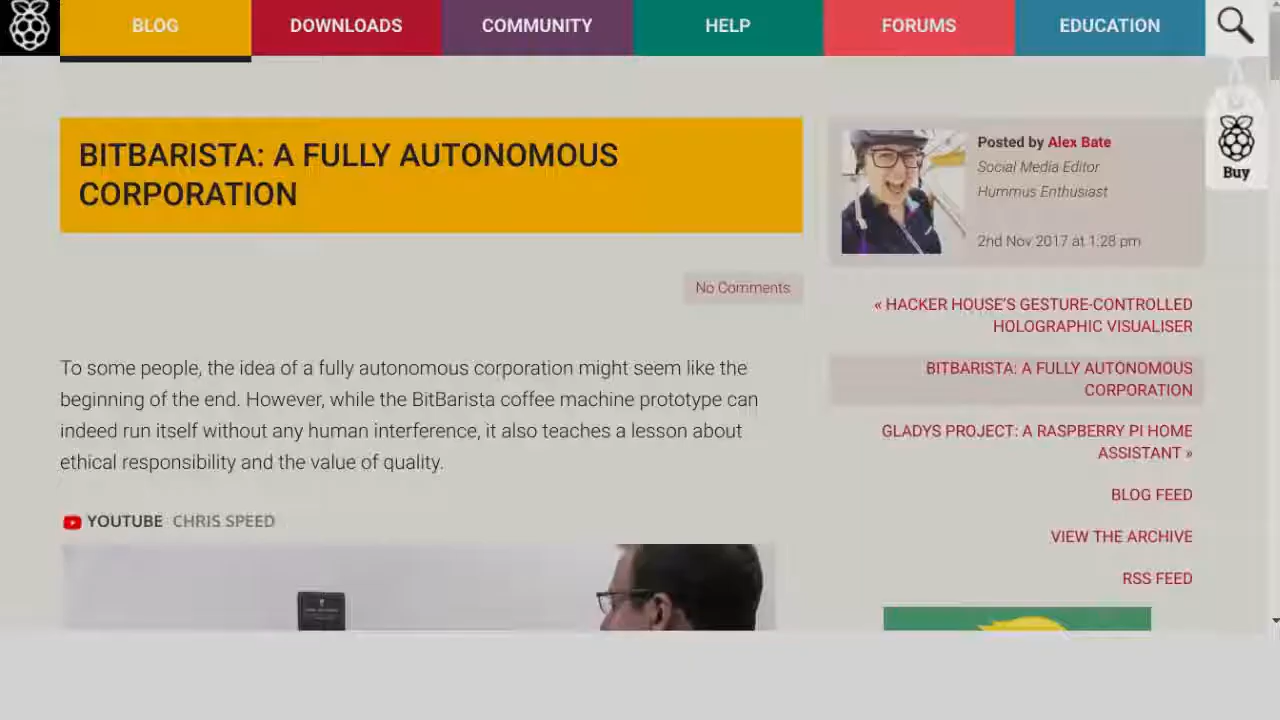 BLOG
DOWNLOADS
COMMUNITY
HELP
FORUMS
EDUCATION
Buy
BITBARISTA: A FULLY AUTONOMOUS
CORPORATION
No Comments
To some people, the idea of a fully autonomous corporation might seem like the
beginning of the end. However, while the BitBarista coffee machine prototype can
indeed run itself without any human interference, it also teaches a lesson about
ethical responsibility and the value of quality.
YOUTUBE CHRIS SPEED
Posted by Alex Bate
Social Media Editor
Hummus Enthusiast
2nd Nov 2017 at 1:28 pm
« HACKER HOUSE'S GESTURE-CONTROLLED
HOLOGRAPHIC VISUALISER
BITBARISTA: A FULLY AUTONOMOUS
CORPORATION
GLADYS PROJECT: A RASPBERRY PI HOME
ASSISTANT »
BLOG FEED
VIEW THE ARCHIVE
RSS FEED